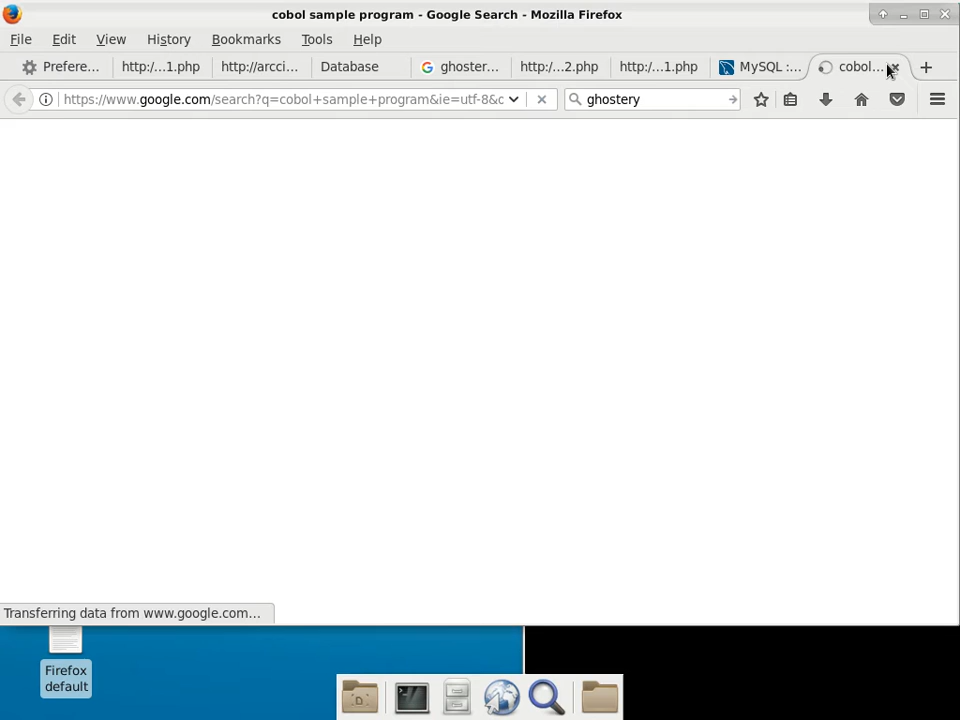 cobol sample program - Google Search - Mozilla Firefox
File Edit View History Bookmarks Tools Help
Prefere... http:/...1.php http://arcci... Database ghoster... http:/...2.php http:/...1.php MySQL :... cobol...
https://www.google.com/search?q=cobol+sample+program&ie=utf-8&c ghostery
Transferring data from www.google.com...
Firefox
default